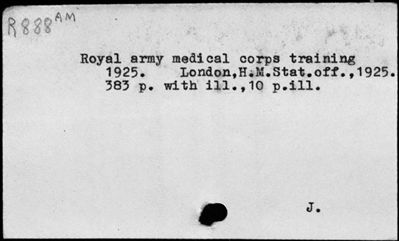 R888AM
Royal army medical corps training
1925. London,H.M.Stat.off.,1925.
383 p. with ill.,10 p.ill.
J.